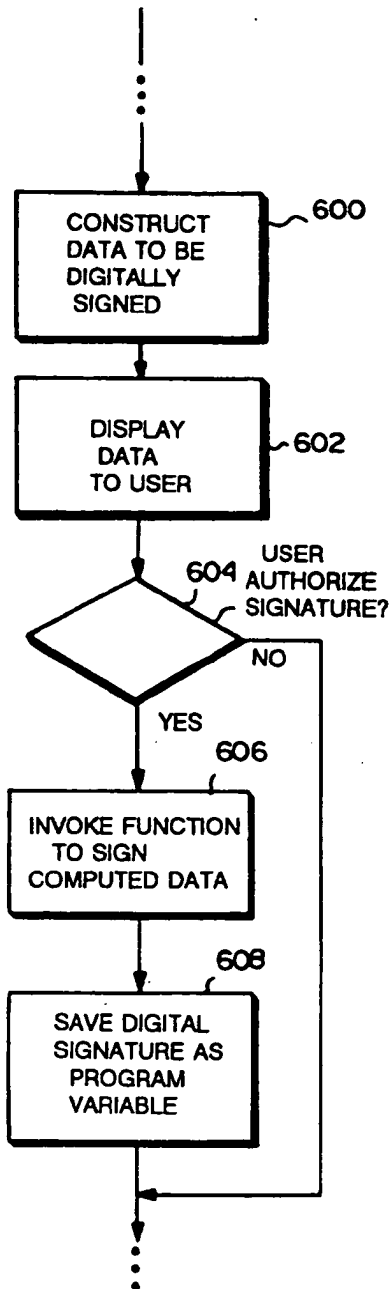 CONSTRUCT
DATA TO BE
DIGITALLY
SIGNED
600
DISPLAY
DATA
TO USER
602
604
USER
AUTHORIZE
SIGNATURE?
NO
YES
606
INVOKE FUNCTION
TO SIGN
COMPUTED DATA
608
SAVE DIGITAL
SIGNATURE AS
PROGRAM
VARIABLE